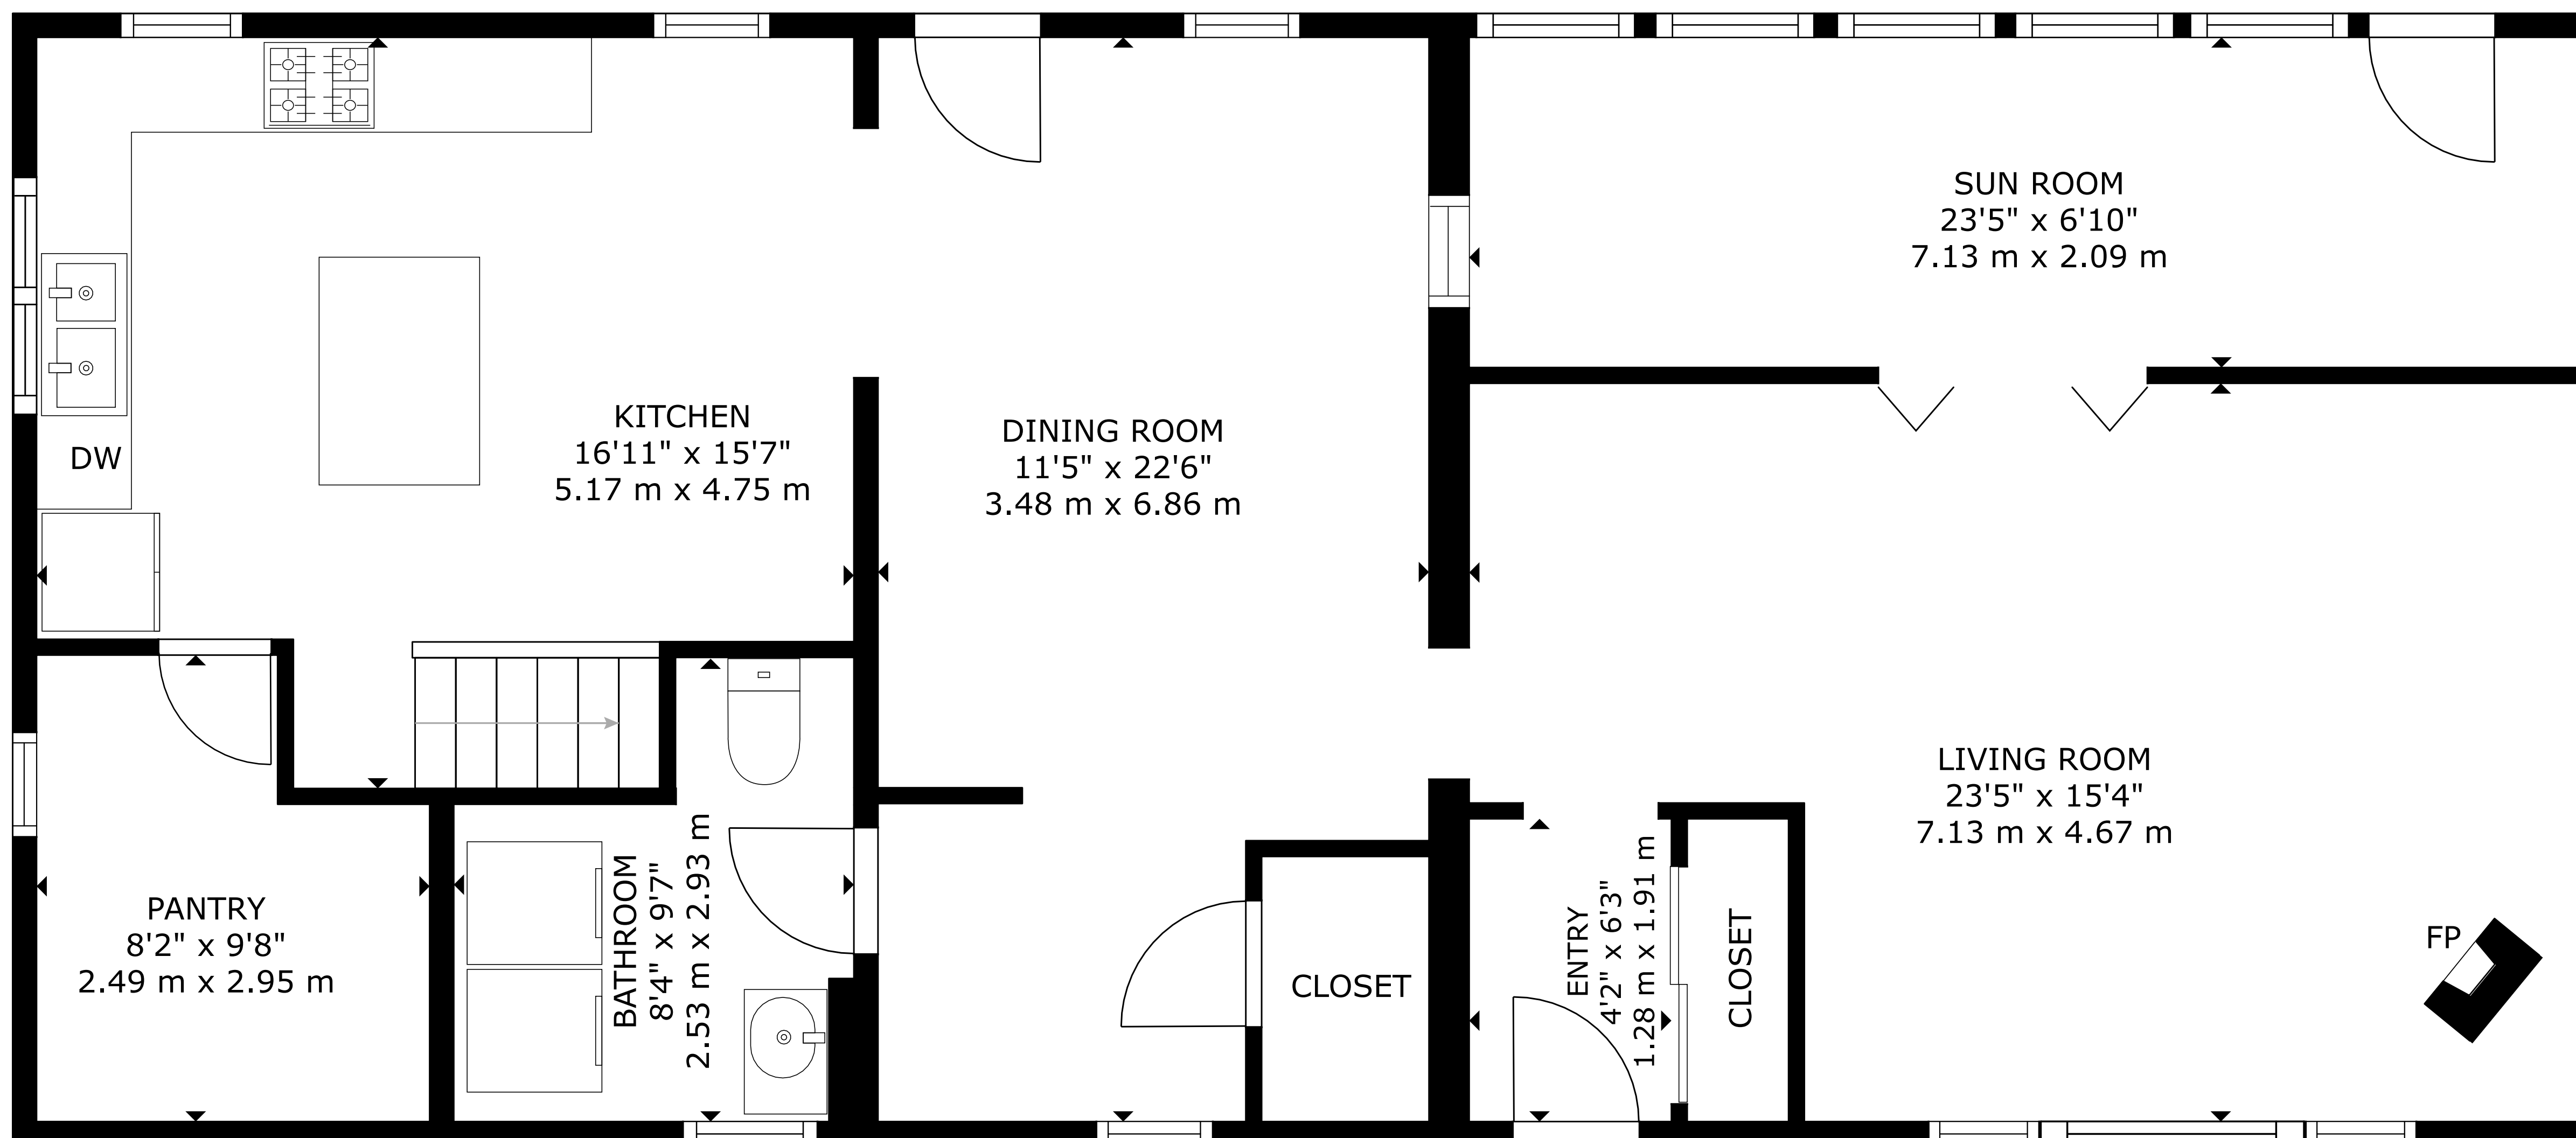 SUN ROOM
23'5" x 6'10"
7.13 m x 2.09 m
KITCHEN
16'11" x 15'7"
5.17 m x 4.75 m
DW
DINING ROOM
11'5" x 22'6"
3.48 m x 6.86 m
LIVING ROOM
23'5" x 15'4"
7.13 m x 4.67 m
PANTRY
8'2" x 9'8"
2.49 m x 2.95 m
BATHROOM
8'4" x 9'7"
2.53 m x 2.93 m
CLOSET
ENTRY
4'2" x 6'3"
1.28 m x 1.91 m
CLOSET
FP